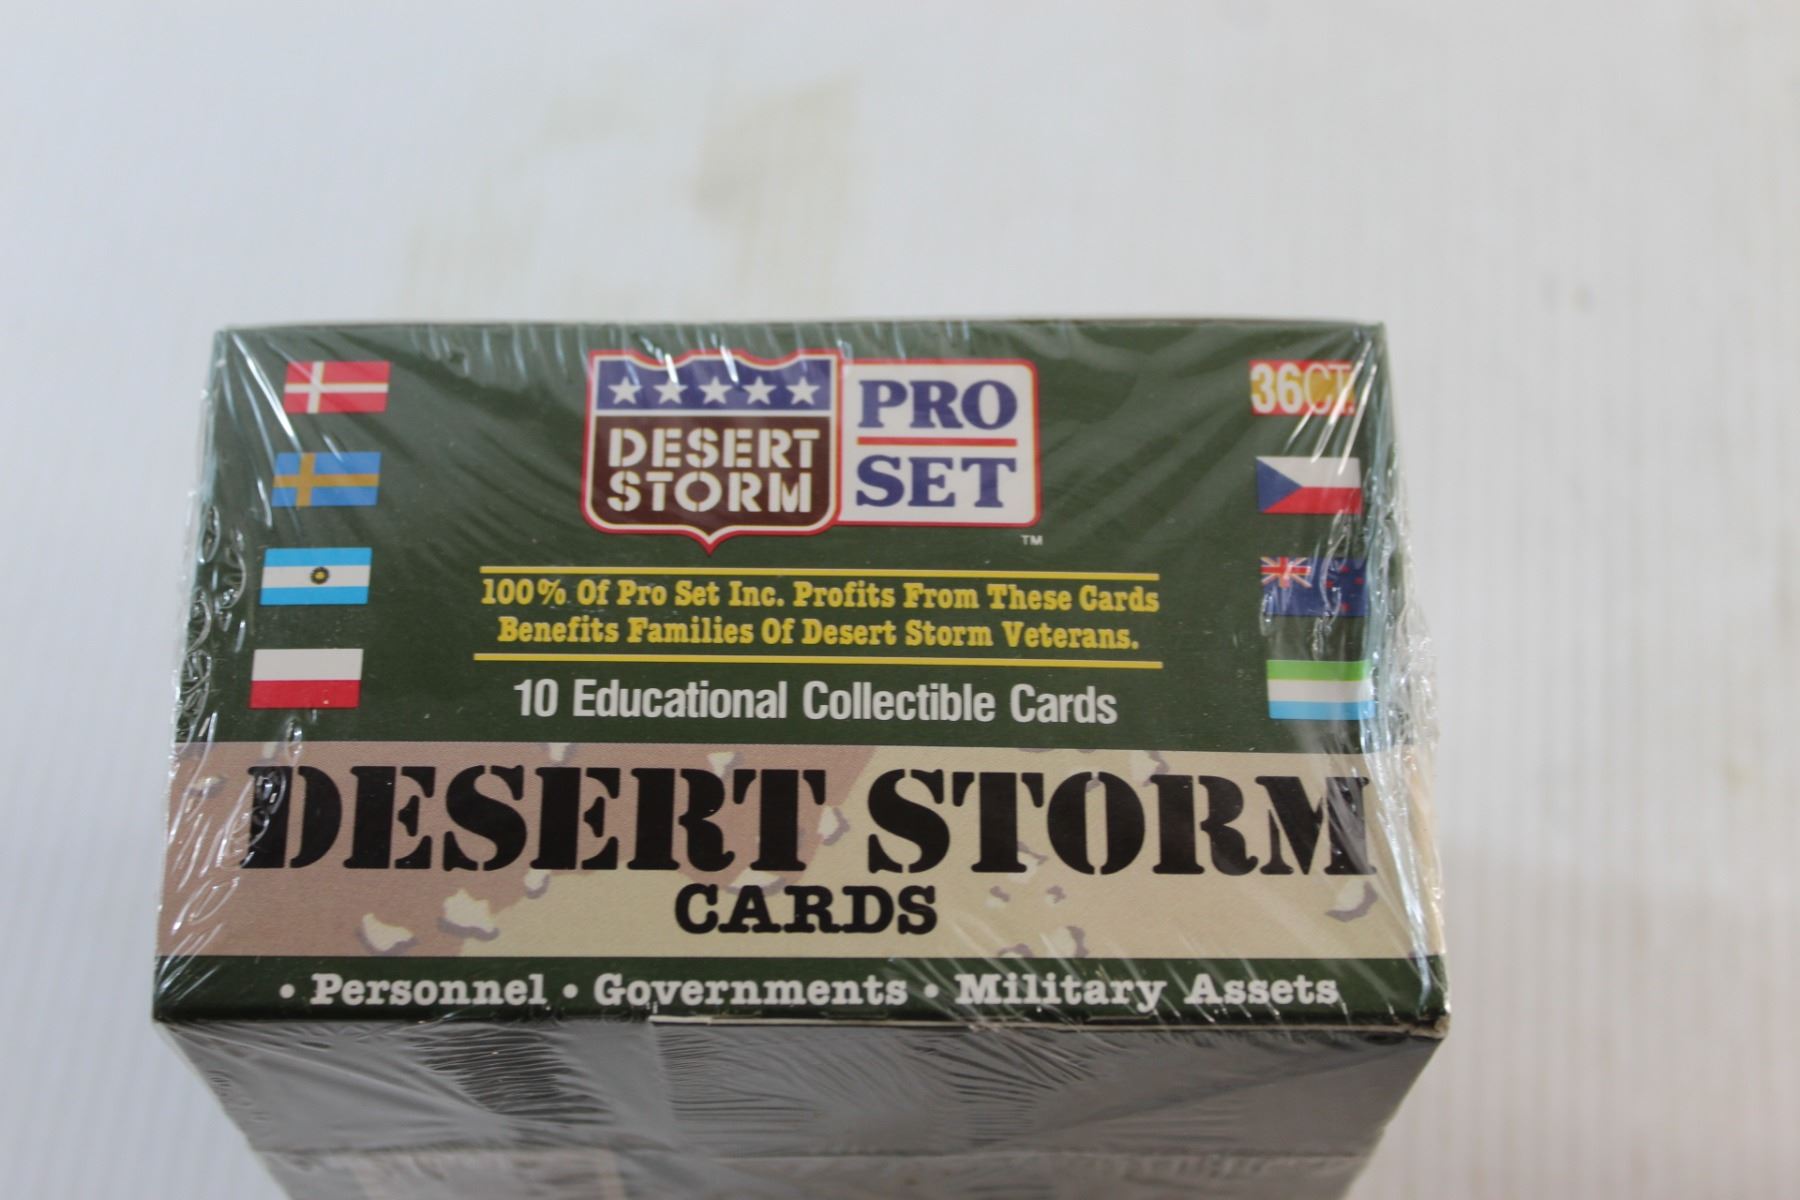 DESERT
STORM
PRO
SET
TM
36CT.
100% Of Pro Set Inc. Profits From These Cards
Benefits Families Of Desert Storm Veterans.
10 Educational Collectible Cards
DESERT STORM
CARDS
• Personnel • Governments • Military Assets